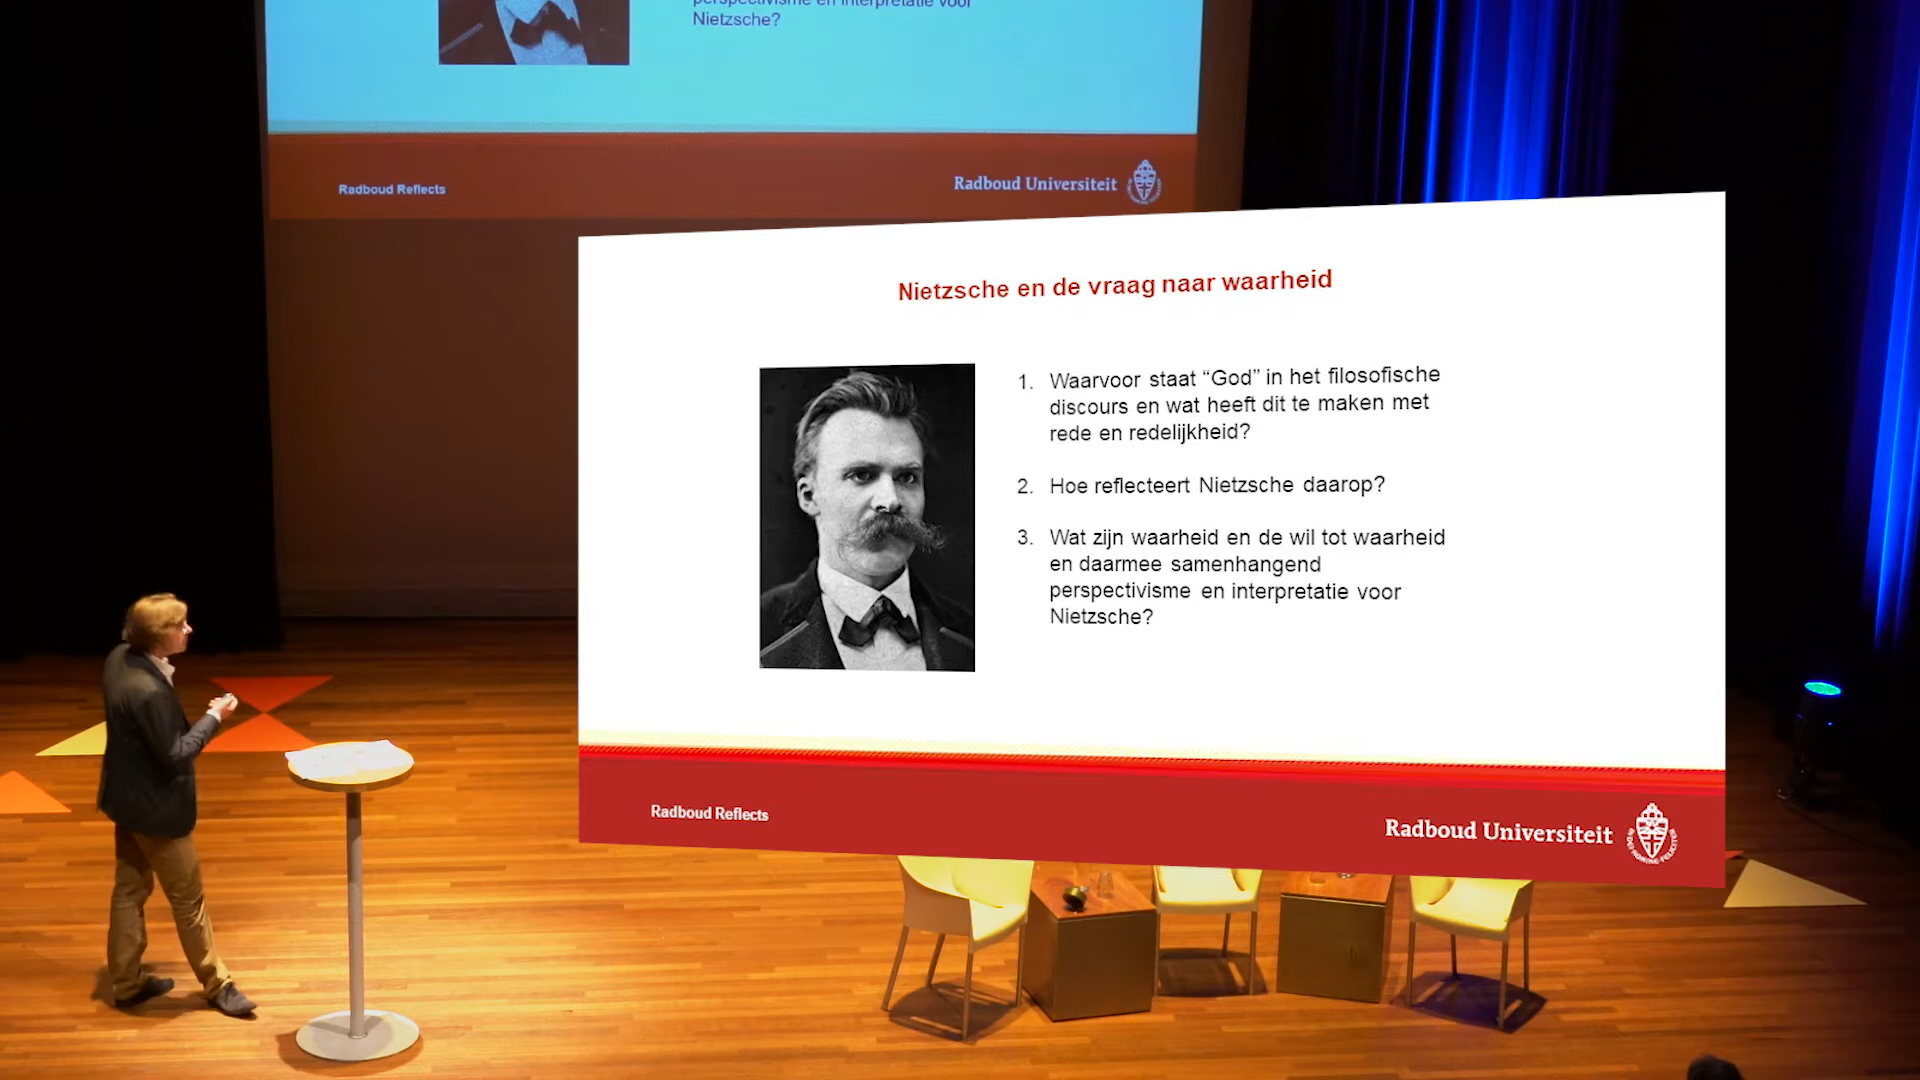 perspectivisme en interpretatie voor
Nietzsche?
Radboud Reflects
Radboud Universiteit
Nietzsche en de vraag naar waarheid
1. Waarvoor staat “God” in het filosofische
discours en wat heeft dit te maken met
rede en redelijkheid?
2. Hoe reflecteert Nietzsche daarop?
3. Wat zijn waarheid en de wil tot waarheid
en daarmee samenhangend
perspectivisme en interpretatie voor
Nietzsche?
Radboud Reflects
Radboud Universiteit